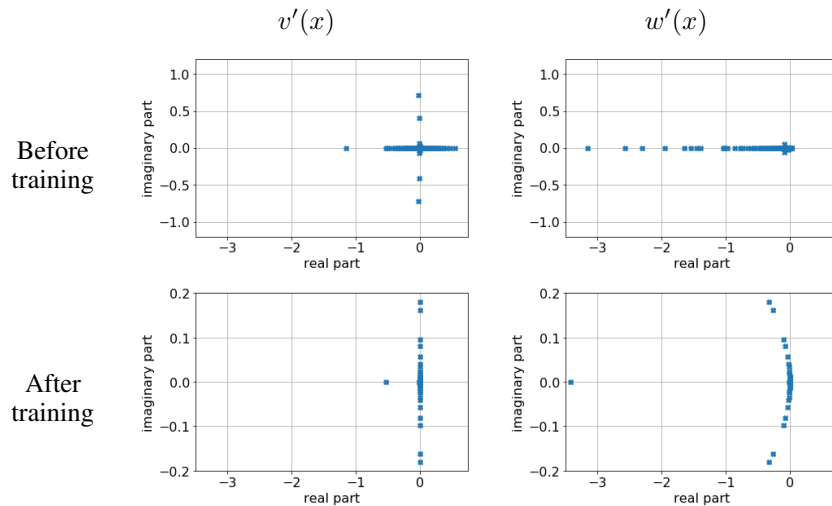 v′(x) w′(x)
Before
training
imaginary part
1.0
0.5
0.0
−0.5
−1.0
−3 −2 −1 0
real part
imaginary part
1.0
0.5
0.0
−0.5
−1.0
−3 −2 −1 0
real part
After
training
imaginary part
0.2
0.1
0.0
−0.1
−0.2
−3 −2 −1 0
real part
imaginary part
0.2
0.1
0.0
−0.1
−0.2
−3 −2 −1 0
real part